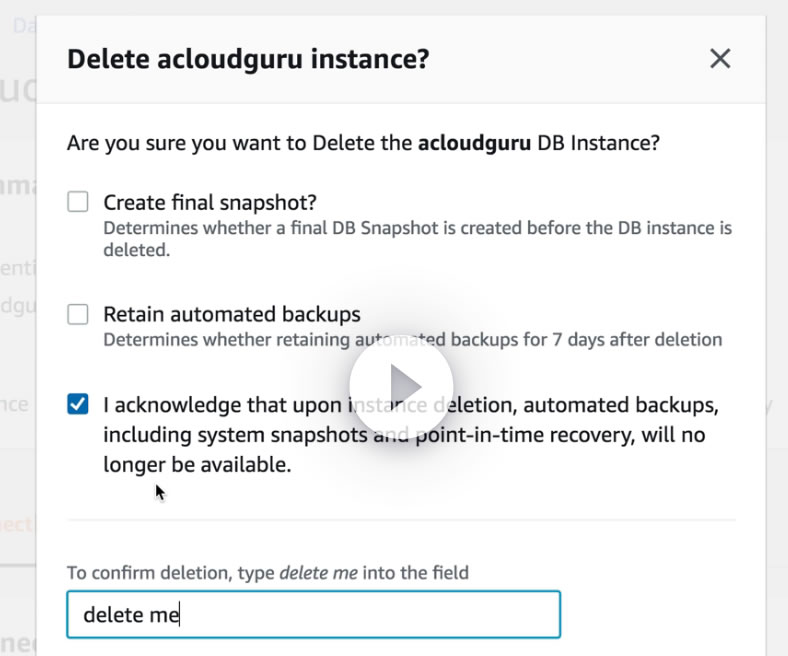 Delete acloudguru instance?
Are you sure you want to Delete the acloudguru DB Instance?
Create final snapshot?
Determines whether a final DB Snapshot is created before the DB instance is
deleted.
Retain automated backups
Determines whether retaining automated backups for 7 days after deletion
I acknowledge that upon instance deletion, automated backups,
including system snapshots and point-in-time recovery, will no
longer be available.
To confirm deletion, type delete me into the field
delete me